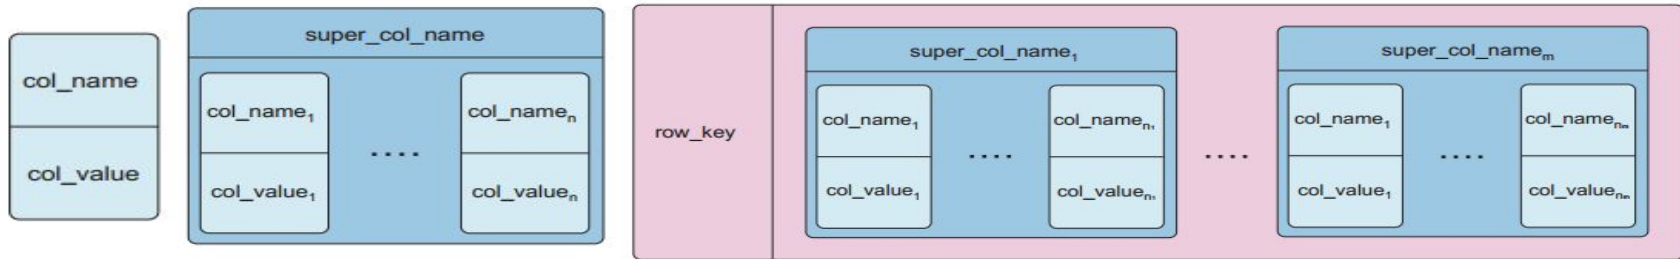 col_name
col_value
super_col_name
col_name₁
col_value₁
....
col_nameₙ
col_valueₙ
row_key
super_col_name₁
col_name₁
col_value₁
....
col_nameₙ₁
col_valueₙ₁
....
super_col_nameₘ
col_name₁
col_value₁
....
col_nameₙₘ
col_valueₙₘ